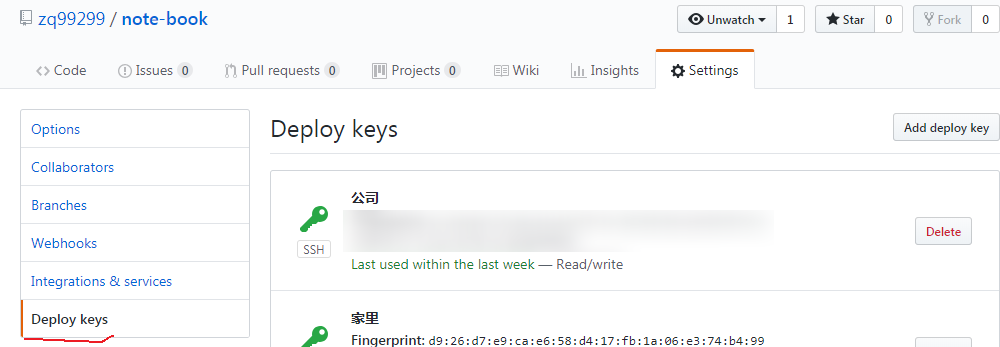 zq99299 / note-book
Unwatch 1 Star 0 Fork 0
Code Issues 0 Pull requests 0 Projects 0 Wiki Insights Settings
Options
Collaborators
Branches
Webhooks
Integrations & services
Deploy keys
Deploy keys
Add deploy key
公司
SSH
Delete
Last used within the last week — Read/write
家里
Fingerprint: d9:26:d7:e9:ca:e6:58:d4:17:fb:1a:06:e3:74:b4:99